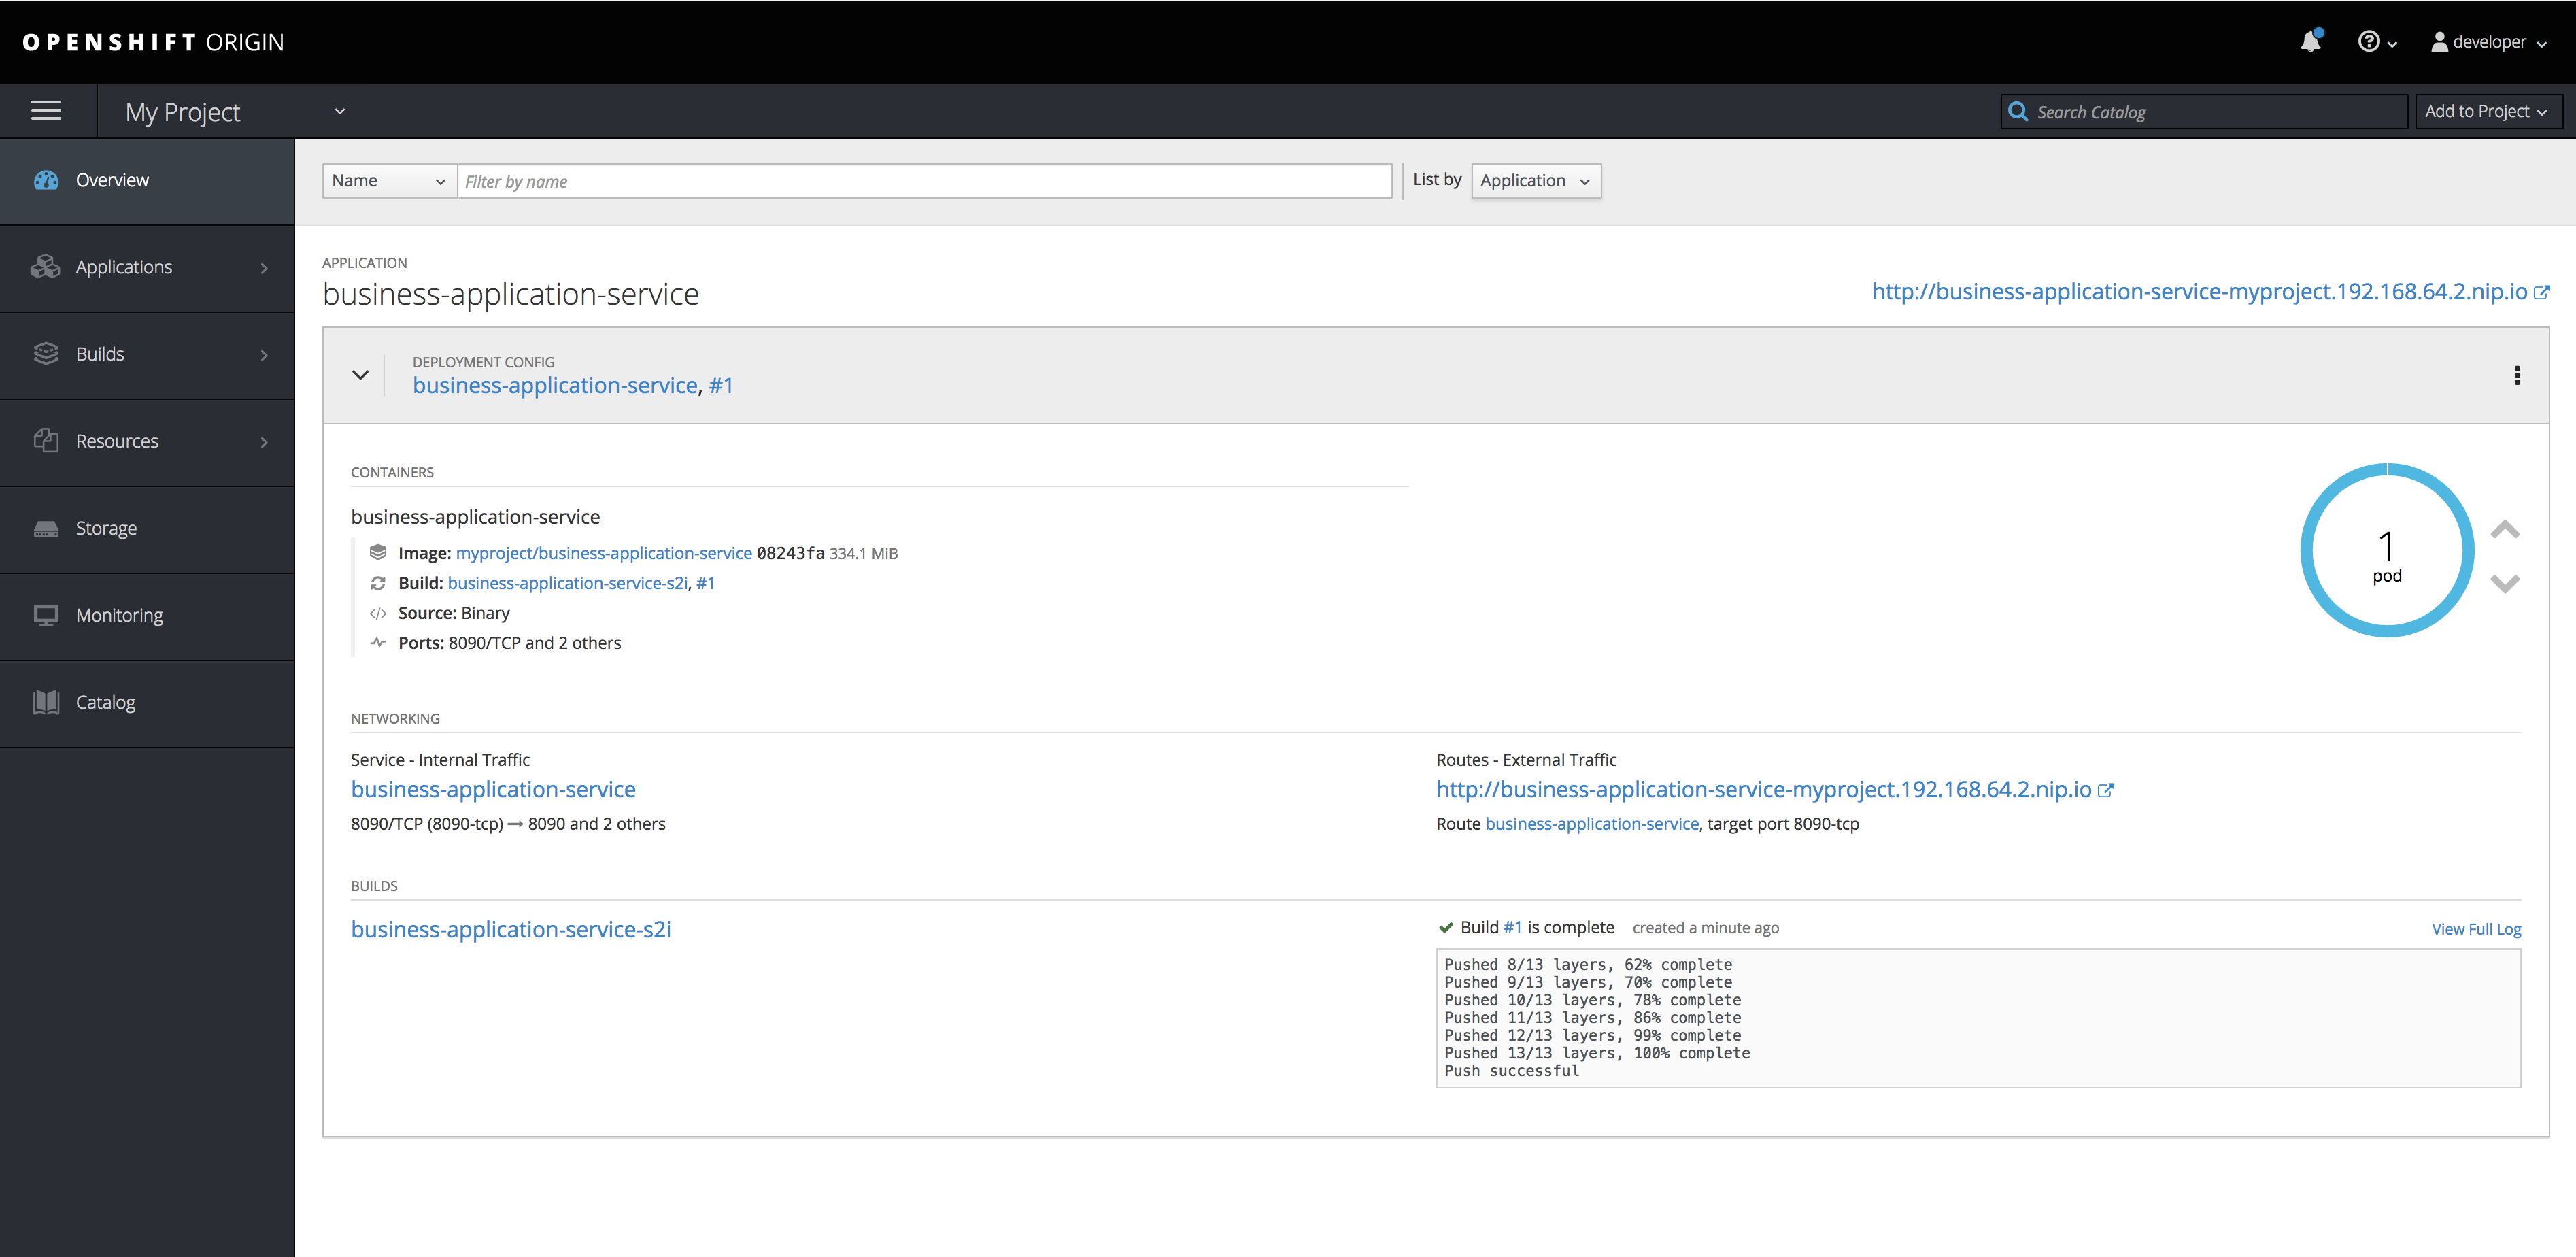 OPENSHIFT ORIGIN
developer
My Project
Search Catalog
Add to Project
Overview
Applications
Builds
Resources
Storage
Monitoring
Catalog
Name
Filter by name
List by
Application
APPLICATION
business-application-service
http://business-application-service-myproject.192.168.64.2.nip.io
DEPLOYMENT CONFIG
business-application-service, #1
CONTAINERS
business-application-service
Image: myproject/business-application-service 08243fa 334.1 MiB
Build: business-application-service-s2i, #1
Source: Binary
Ports: 8090/TCP and 2 others
1
pod
NETWORKING
Service - Internal Traffic
business-application-service
8090/TCP (8090-tcp) → 8090 and 2 others
Routes - External Traffic
http://business-application-service-myproject.192.168.64.2.nip.io
Route business-application-service, target port 8090-tcp
BUILDS
business-application-service-s2i
Build #1 is complete created a minute ago
View Full Log
Pushed 8/13 layers, 62% complete
Pushed 9/13 layers, 70% complete
Pushed 10/13 layers, 78% complete
Pushed 11/13 layers, 86% complete
Pushed 12/13 layers, 99% complete
Pushed 13/13 layers, 100% complete
Push successful